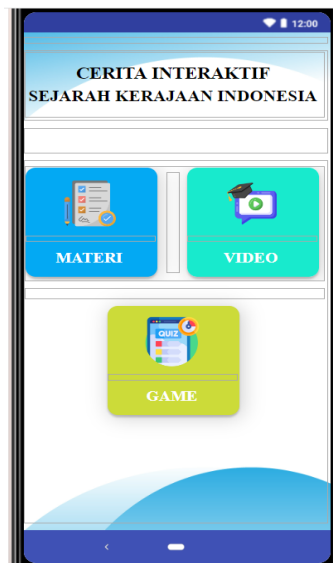 12:00
CERITA INTERAKTIF
SEJARAH KERAJAAN INDONESIA
MATERI
VIDEO
QUIZ
GAME